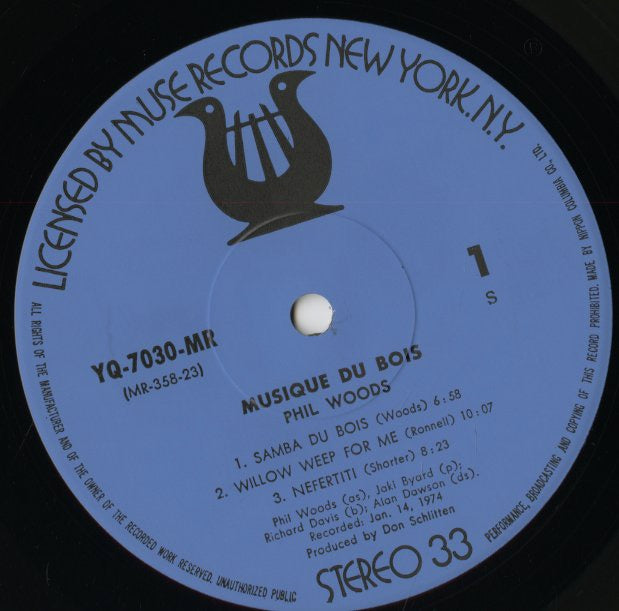 LICENSED BY MUSE RECORDS NEW YORK.N.Y.
1
S
YQ-7030-MR
(MR-358-23)
MUSIQUE DU BOIS
PHIL WOODS
1. SAMBA DU BOIS (Woods) 6:58
2. WILLOW WEEP FOR ME (Ronnell) 10:07
3. NEFERTITI (Shorter) 8:23
Phil Woods (as), Jaki Byard (p);
Richard Davis (b); Alan Dawson (ds).
Recorded: Jan. 14, 1974
Produced by Don Schlitten
STEREO 33
ALL RIGHTS OF THE MANUFACTURER AND OF THE OWNER OF THE RECORDED WORK RESERVED, UNAUTHORIZED PUBLIC PERFORMANCE, BROADCASTING AND COPYING OF THIS RECORD PROHIBITED. MADE BY NIPPON COLUMBIA CO., LTD.